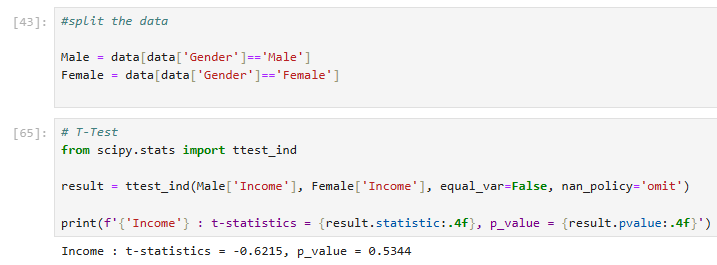 [43]: #split the data
Male = data[data['Gender']=='Male']
Female = data[data['Gender']=='Female']
[65]: # T-Test
from scipy.stats import ttest_ind
result = ttest_ind(Male['Income'], Female['Income'], equal_var=False, nan_policy='omit')
print(f'{'Income'} : t-statistics = {result.statistic:.4f}, p_value = {result.pvalue:.4f}')
Income : t-statistics = -0.6215, p_value = 0.5344